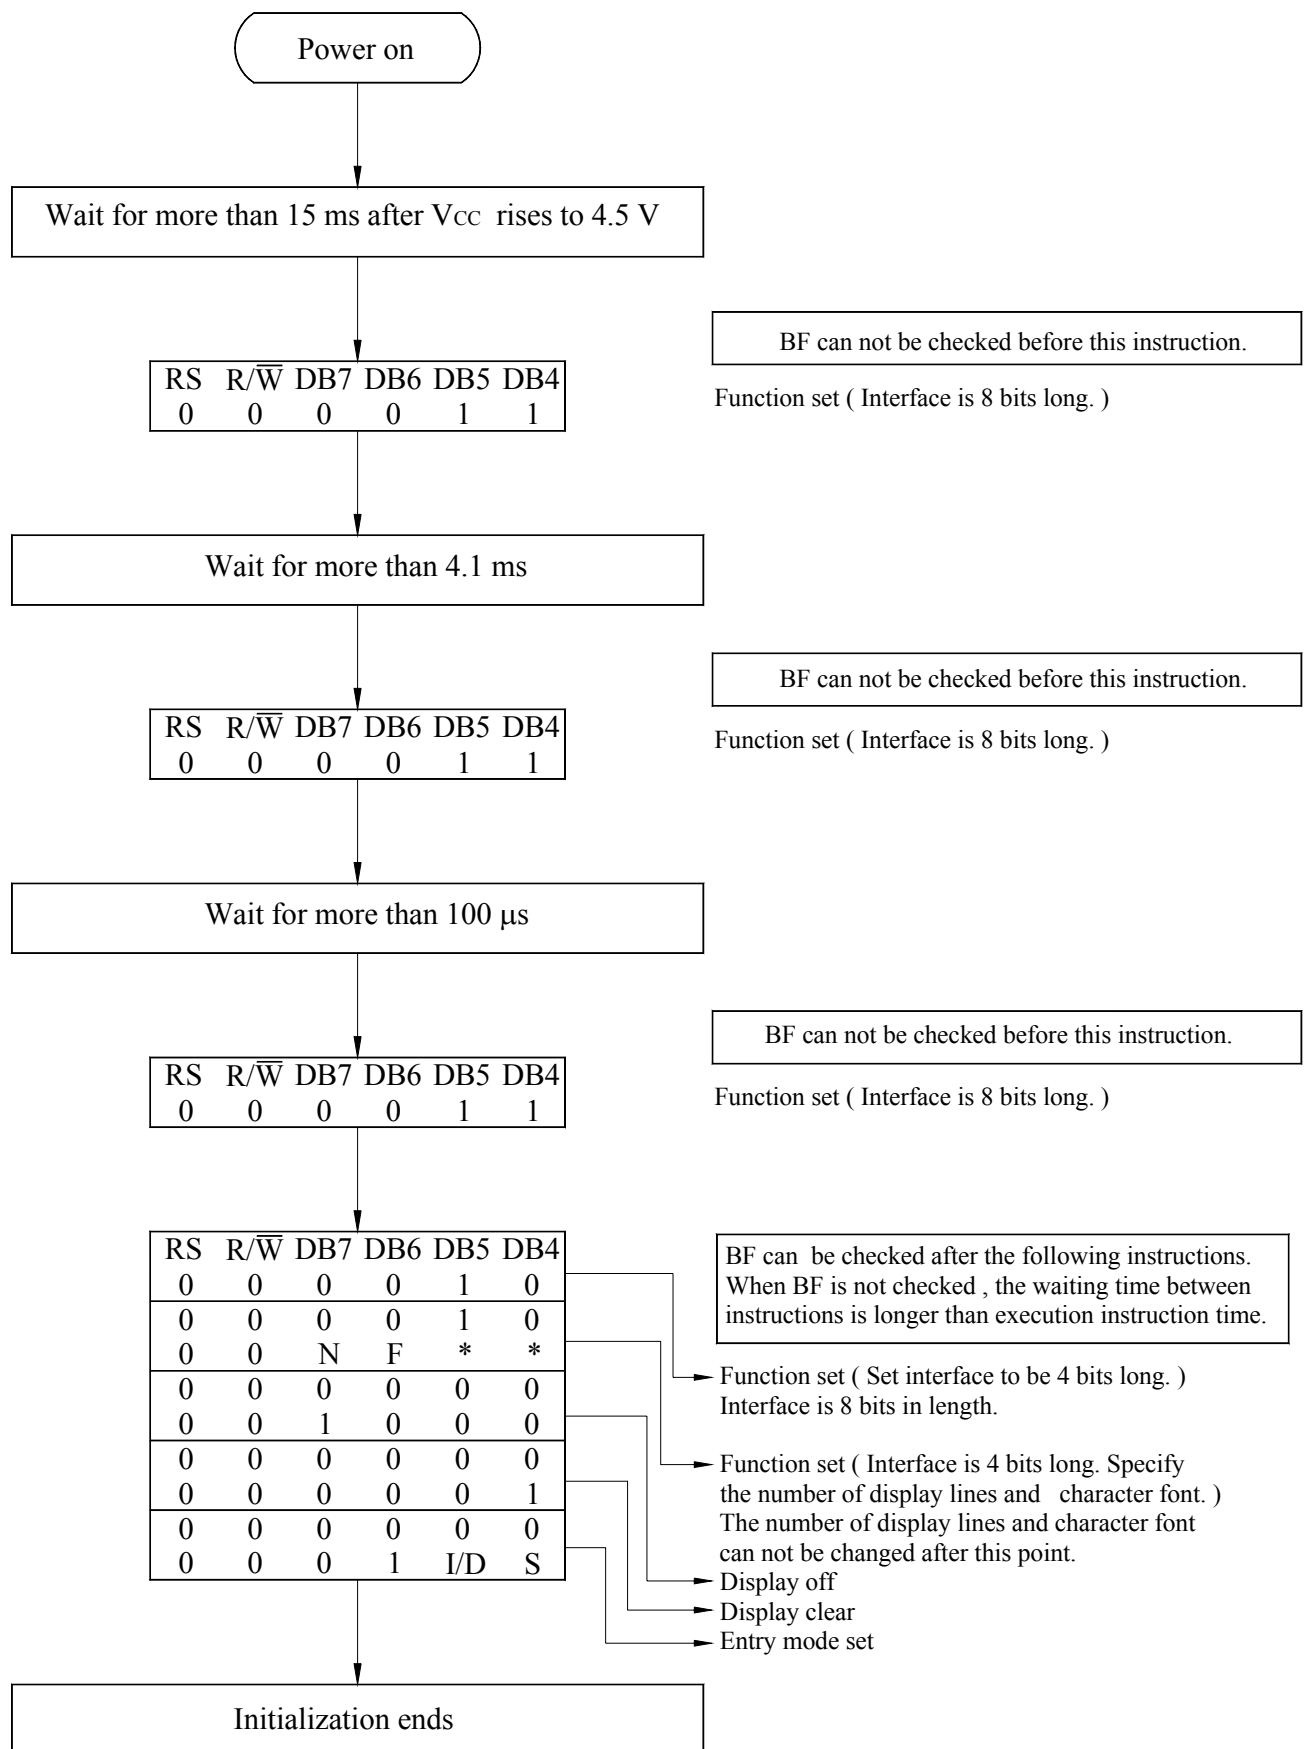 Power on
Wait for more than 15 ms after VCC rises to 4.5 V
BF can not be checked before this instruction.
RS R/W̅ DB7 DB6 DB5 DB4
0 0 0 0 1 1
Function set ( Interface is 8 bits long. )
Wait for more than 4.1 ms
BF can not be checked before this instruction.
RS R/W̅ DB7 DB6 DB5 DB4
0 0 0 0 1 1
Function set ( Interface is 8 bits long. )
Wait for more than 100 μs
BF can not be checked before this instruction.
RS R/W̅ DB7 DB6 DB5 DB4
0 0 0 0 1 1
Function set ( Interface is 8 bits long. )
RS R/W̅ DB7 DB6 DB5 DB4
0 0 0 0 1 0
0 0 0 0 1 0
0 0 N F * *
0 0 0 0 0 0
0 0 1 0 0 0
0 0 0 0 0 0
0 0 0 0 0 1
0 0 0 0 0 0
0 0 0 1 I/D S
BF can be checked after the following instructions.
When BF is not checked , the waiting time between
instructions is longer than execution instruction time.
Function set ( Set interface to be 4 bits long. )
Interface is 8 bits in length.
Function set ( Interface is 4 bits long. Specify
the number of display lines and character font. )
The number of display lines and character font
can not be changed after this point.
Display off
Display clear
Entry mode set
Initialization ends